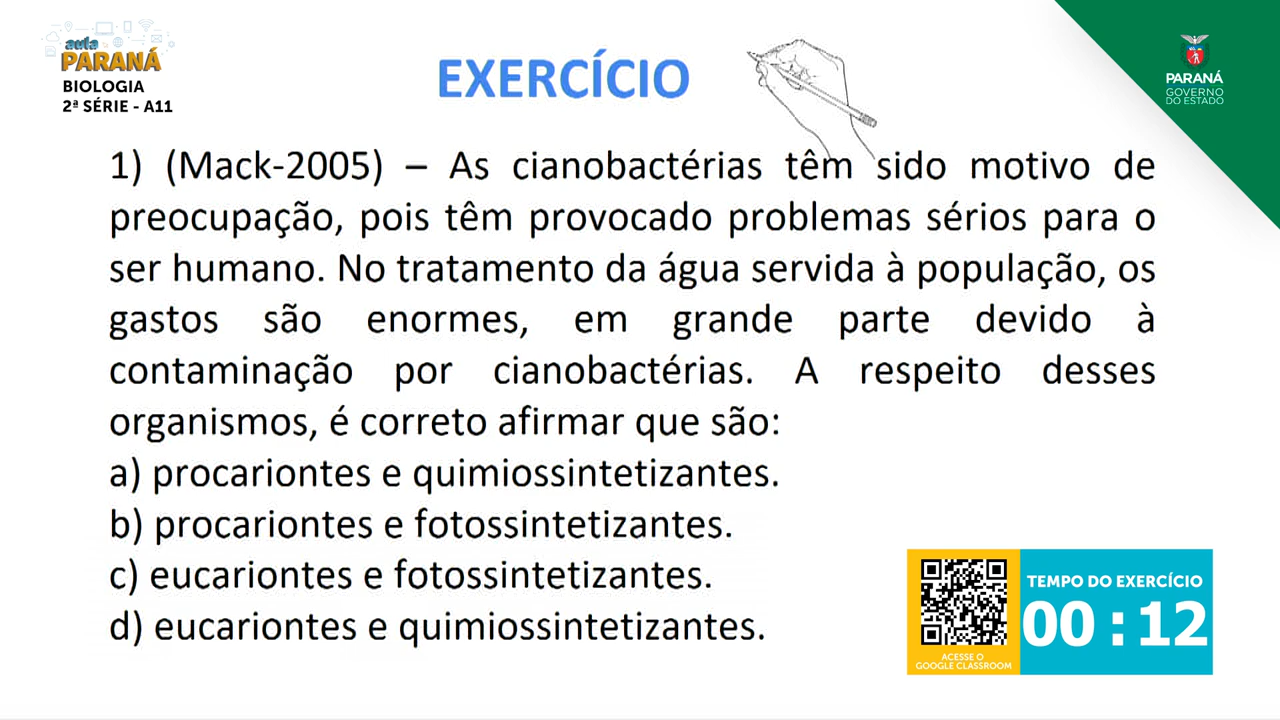 aula
PARANÁ
BIOLOGIA
2ª SÉRIE - A11
EXERCÍCIO
PARANÁ
GOVERNO
DO ESTADO
1) (Mack-2005) – As cianobactérias têm sido motivo de
preocupação, pois têm provocado problemas sérios para o
ser humano. No tratamento da água servida à população, os
gastos são enormes, em grande parte devido à
contaminação por cianobactérias. A respeito desses
organismos, é correto afirmar que são:
a) procariontes e quimiossintetizantes.
b) procariontes e fotossintetizantes.
c) eucariontes e fotossintetizantes.
d) eucariontes e quimiossintetizantes.
ACESSE O
GOOGLE CLASSROOM
TEMPO DO EXERCÍCIO
00 : 12